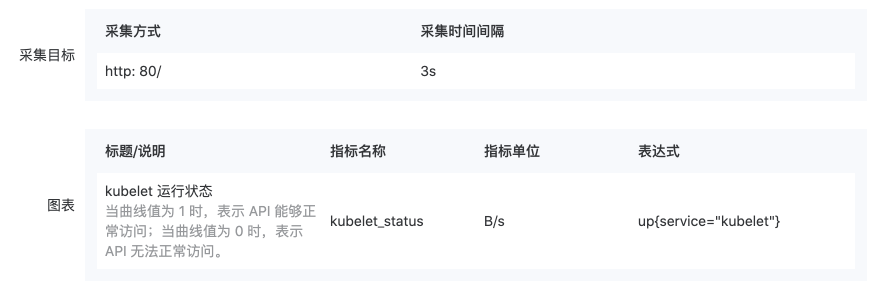 采集目标
采集方式 采集时间间隔
http: 80/ 3s
图表
标题/说明 指标名称 指标单位 表达式
kubelet 运行状态
当曲线值为 1 时，表示 API 能够正
常访问；当曲线值为 0 时，表示
API 无法正常访问。
kubelet_status B/s up{service="kubelet"}